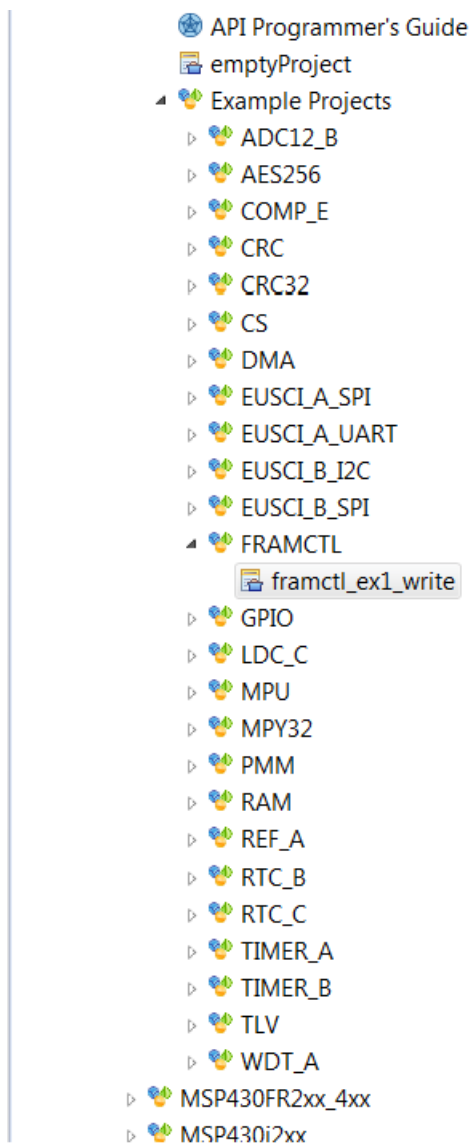 API Programmer's Guide
emptyProject
Example Projects
ADC12_B
AES256
COMP_E
CRC
CRC32
CS
DMA
EUSCI_A_SPI
EUSCI_A_UART
EUSCI_B_I2C
EUSCI_B_SPI
FRAMCTL
framctl_ex1_write
GPIO
LDC_C
MPU
MPY32
PMM
RAM
REF_A
RTC_B
RTC_C
TIMER_A
TIMER_B
TLV
WDT_A
MSP430FR2xx_4xx
MSP430i2xx